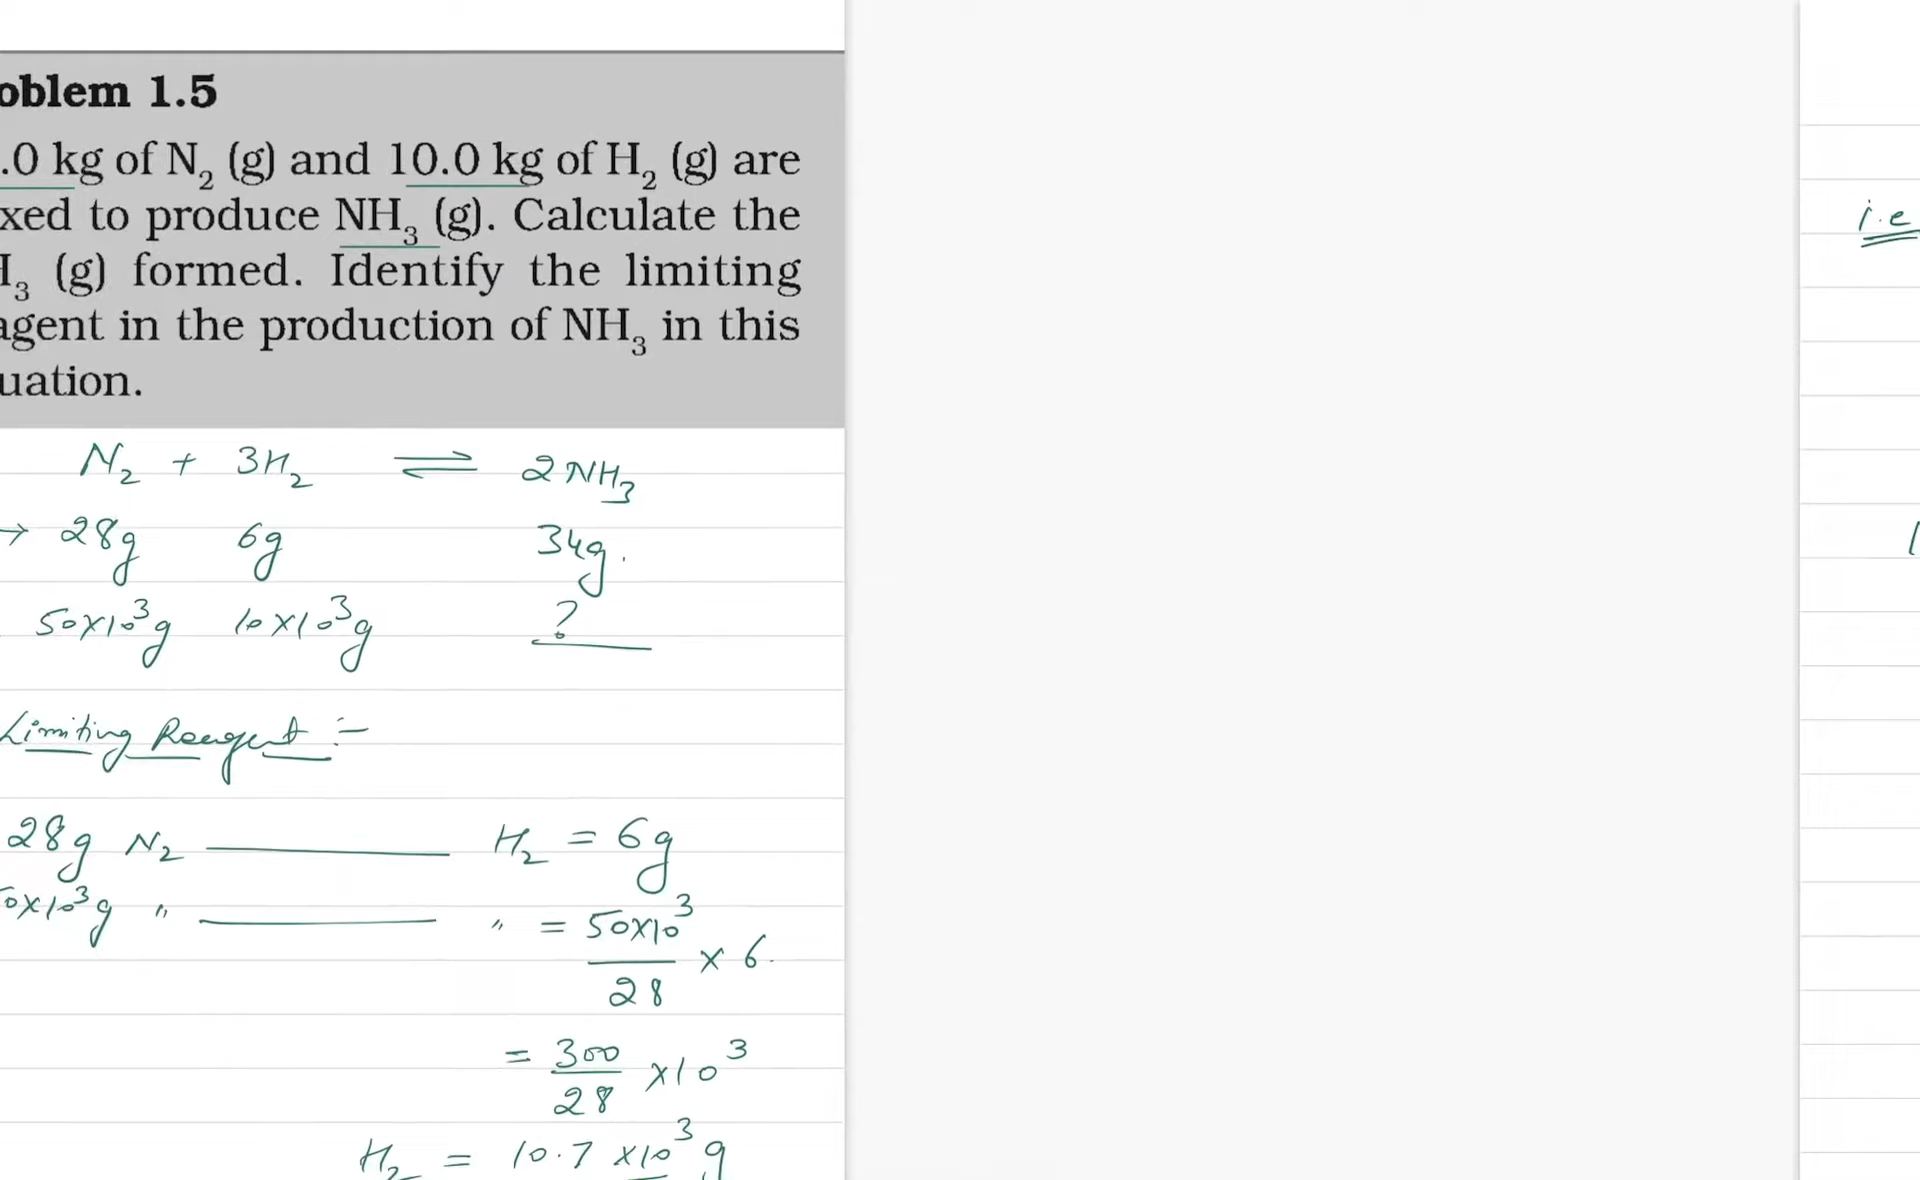 oblem 1.5
.0 kg of N₂ (g) and 10.0 kg of H₂ (g) are
xed to produce NH₃ (g). Calculate the
H₃ (g) formed. Identify the limiting
agent in the production of NH₃ in this
uation.
N₂ + 3H₂ ⇌ 2NH₃
→ 28g 6g 34g.
50×10³g 10×10³g ?
Limiting Reagent :-
28g N₂ —— H₂ = 6g
50×10³g " —— " = 50×10³/28 × 6.
= 300/28 ×10³
H₂ = 10.7 ×10³ g
i.e